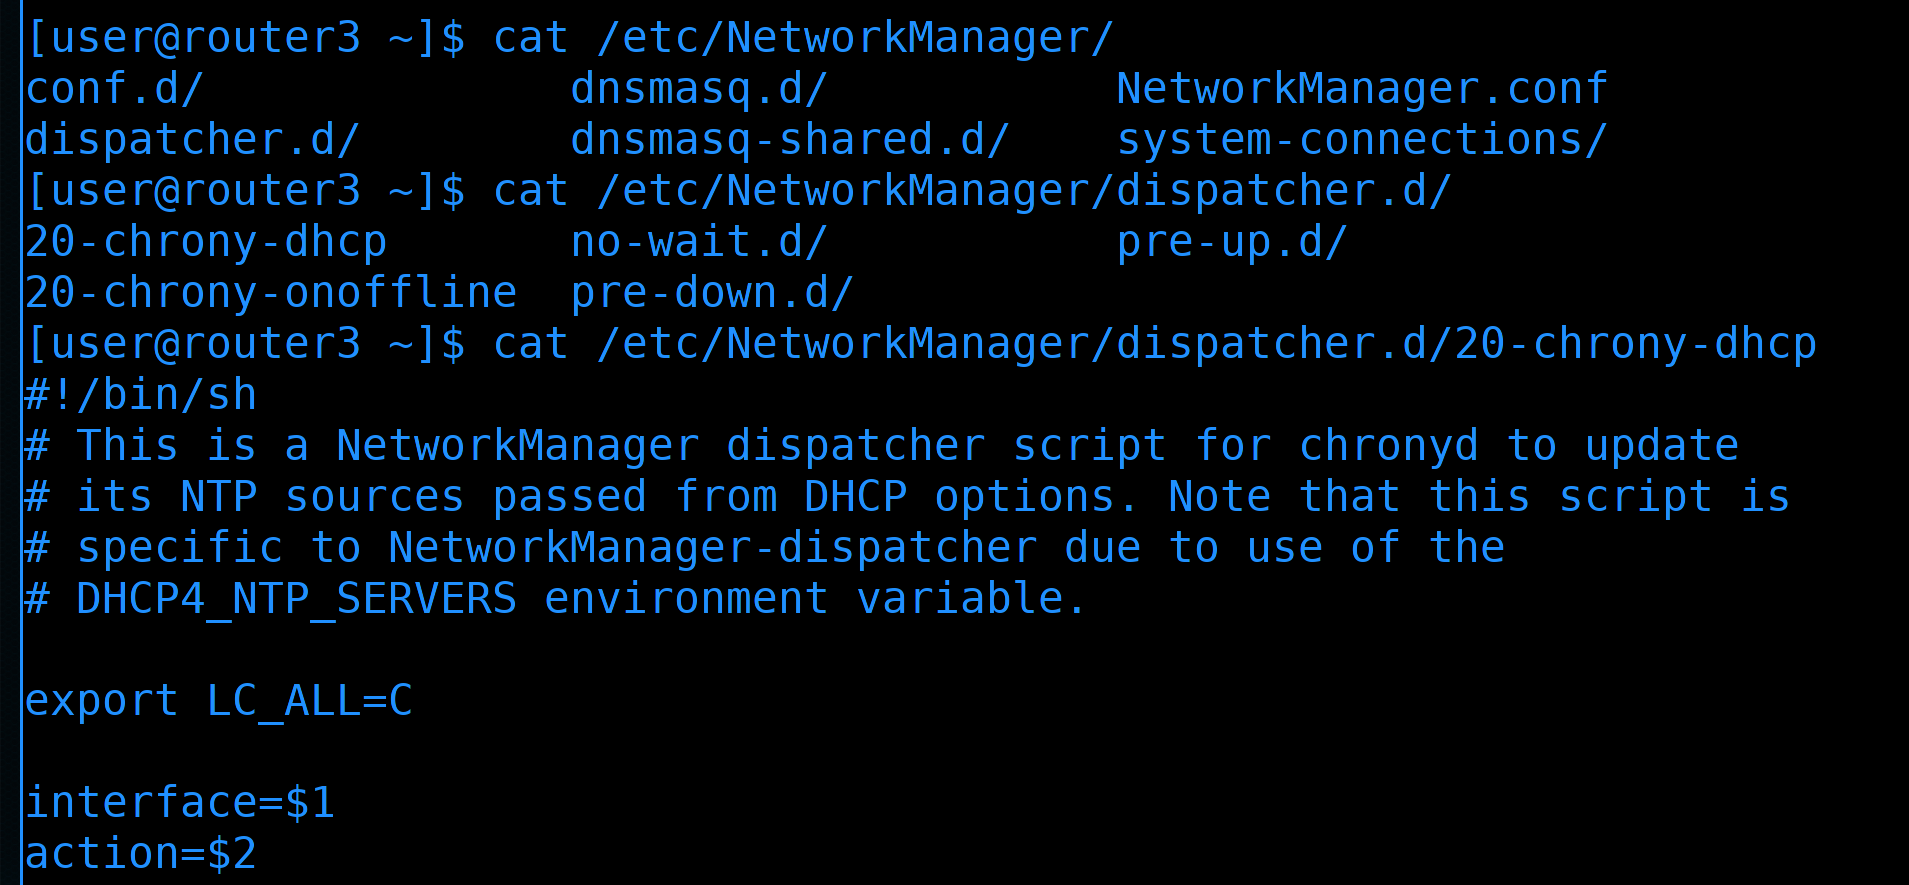 [user@router3 ~]$ cat /etc/NetworkManager/
conf.d/              dnsmasq.d/           NetworkManager.conf
dispatcher.d/        dnsmasq-shared.d/    system-connections/
[user@router3 ~]$ cat /etc/NetworkManager/dispatcher.d/
20-chrony-dhcp       no-wait.d/           pre-up.d/
20-chrony-onoffline  pre-down.d/
[user@router3 ~]$ cat /etc/NetworkManager/dispatcher.d/20-chrony-dhcp
#!/bin/sh
# This is a NetworkManager dispatcher script for chronyd to update
# its NTP sources passed from DHCP options. Note that this script is
# specific to NetworkManager-dispatcher due to use of the
# DHCP4_NTP_SERVERS environment variable.

export LC_ALL=C

interface=$1
action=$2